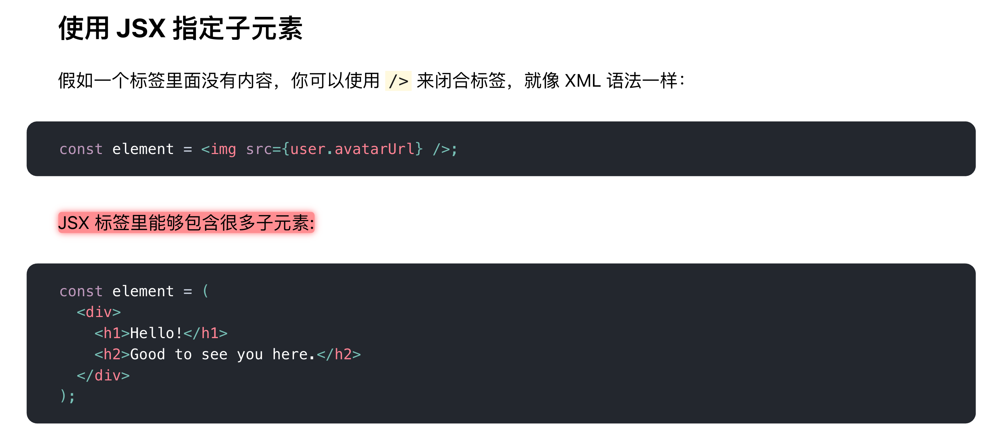 使用 JSX 指定子元素
假如一个标签里面没有内容，你可以使用 /> 来闭合标签，就像 XML 语法一样：
const element = <img src={user.avatarUrl} />;
JSX 标签里能够包含很多子元素:
const element = (
  <div>
    <h1>Hello!</h1>
    <h2>Good to see you here.</h2>
  </div>
);